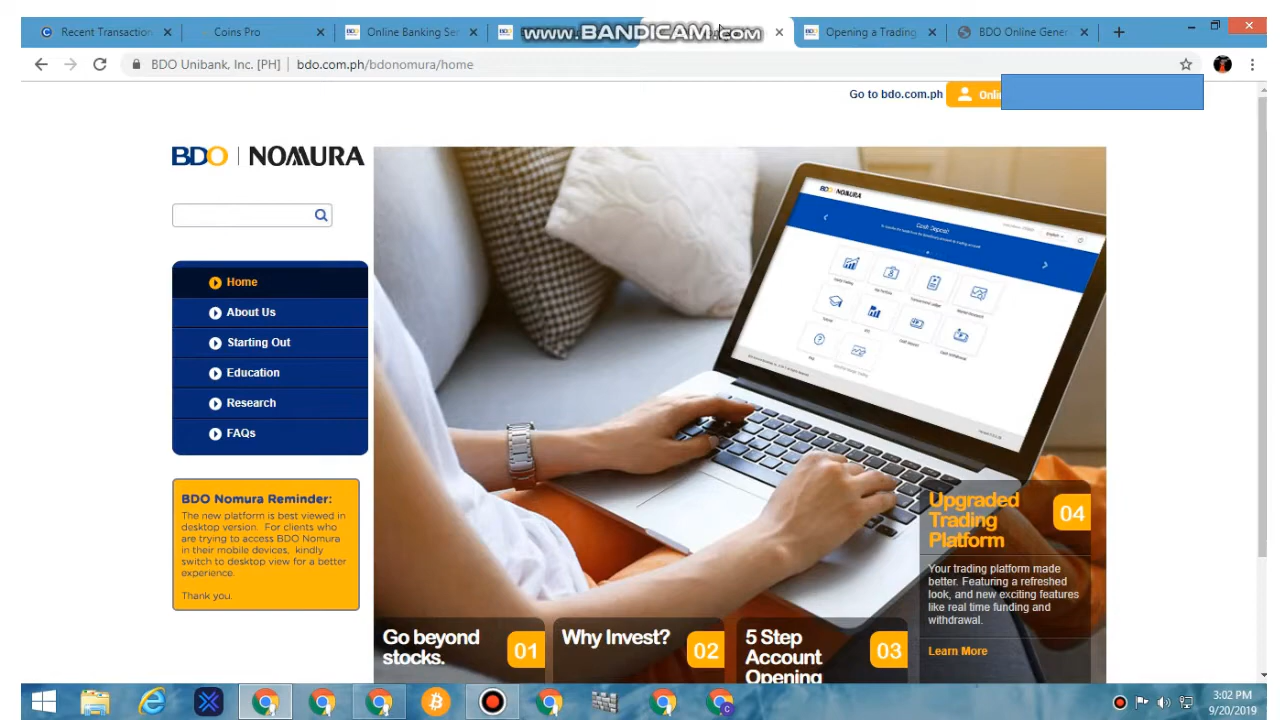 Recent Transaction
Coins Pro
Online Banking Ser
www.BANDICAM.com
Opening a Trading
BDO Online Gener
BDO Unibank, Inc. [PH] | bdo.com.ph/bdonomura/home
Go to bdo.com.ph
BDO | NOMURA
Home
About Us
Starting Out
Education
Research
FAQs
BDO Nomura Reminder:
The new platform is best viewed in
desktop version. For clients who
are trying to access BDO Nomura
in their mobile devices, kindly
switch to desktop view for a better
experience.
Thank you.
BDO NOMURA
Cash Deposit
Go beyond
stocks.
01
Why Invest?
02
5 Step
Account
Opening
03
Upgraded
Trading
Platform
04
Your trading platform made
better. Featuring a refreshed
look, and new exciting features
like real time funding and
withdrawal.
Learn More
3:02 PM
9/20/2019